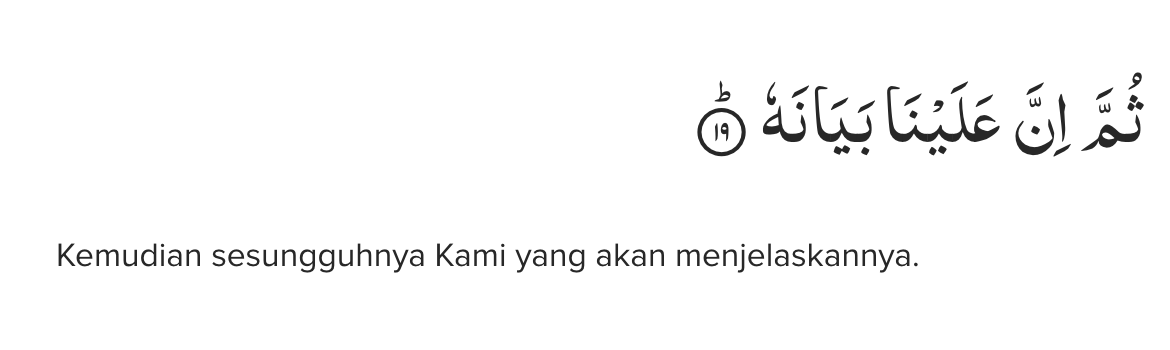 ثُمَّ اِنَّ عَلَيْنَا بَيَانَهٗ ۗ ١٩
Kemudian sesungguhnya Kami yang akan menjelaskannya.